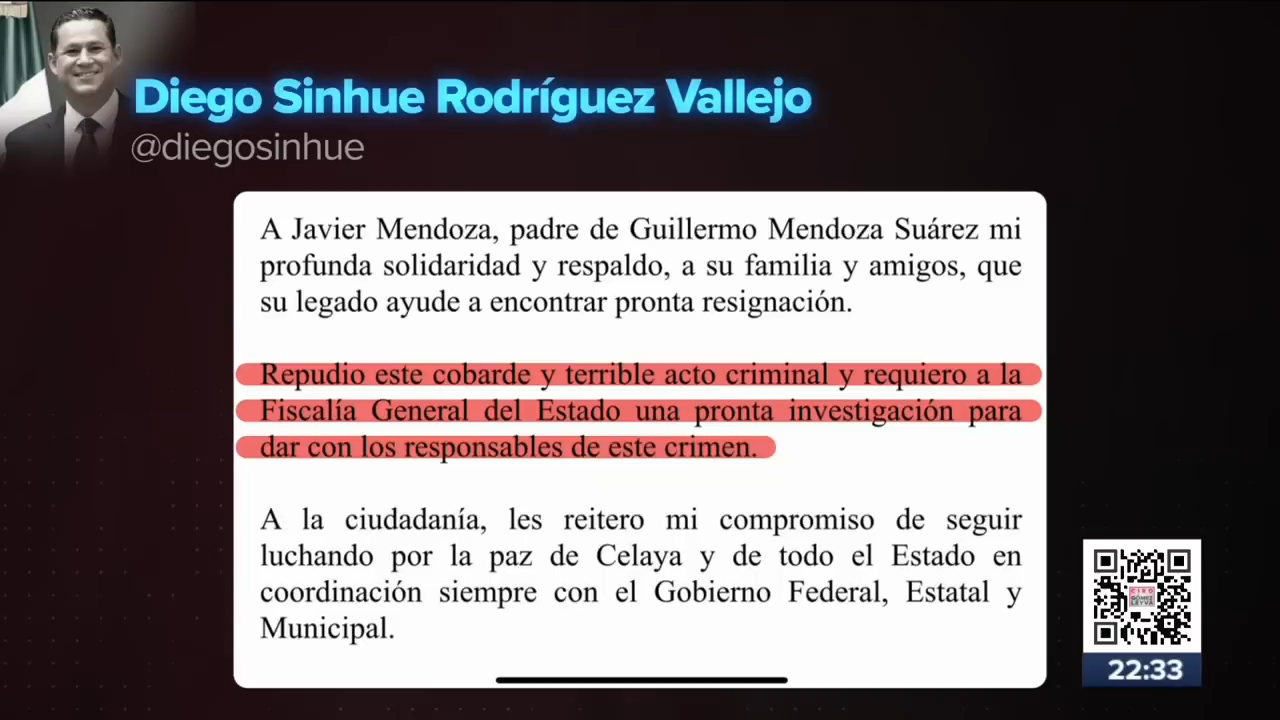 Diego Sinhue Rodríguez Vallejo
@diegosinhue
A Javier Mendoza, padre de Guillermo Mendoza Suárez mi
profunda solidaridad y respaldo, a su familia y amigos, que
su legado ayude a encontrar pronta resignación.
Repudio este cobarde y terrible acto criminal y requiero a la
Fiscalía General del Estado una pronta investigación para
dar con los responsables de este crimen.
A la ciudadanía, les reitero mi compromiso de seguir
luchando por la paz de Celaya y de todo el Estado en
coordinación siempre con el Gobierno Federal, Estatal y
Municipal.
CIRO
GÓMEZ
LEYVA
22:33